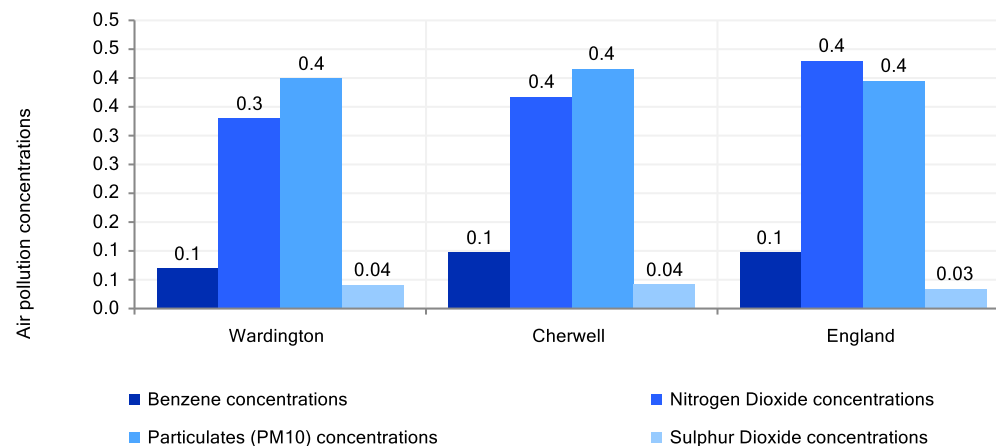 0.5
0.5
0.4
0.4
0.3
0.3
0.2
0.2
0.1
0.1
0.0
Air pollution concentrations
0.1
0.3
0.4
0.04
0.1
0.4
0.4
0.04
0.1
0.4
0.4
0.03
Wardington
Cherwell
England
Benzene concentrations
Nitrogen Dioxide concentrations
Particulates (PM10) concentrations
Sulphur Dioxide concentrations